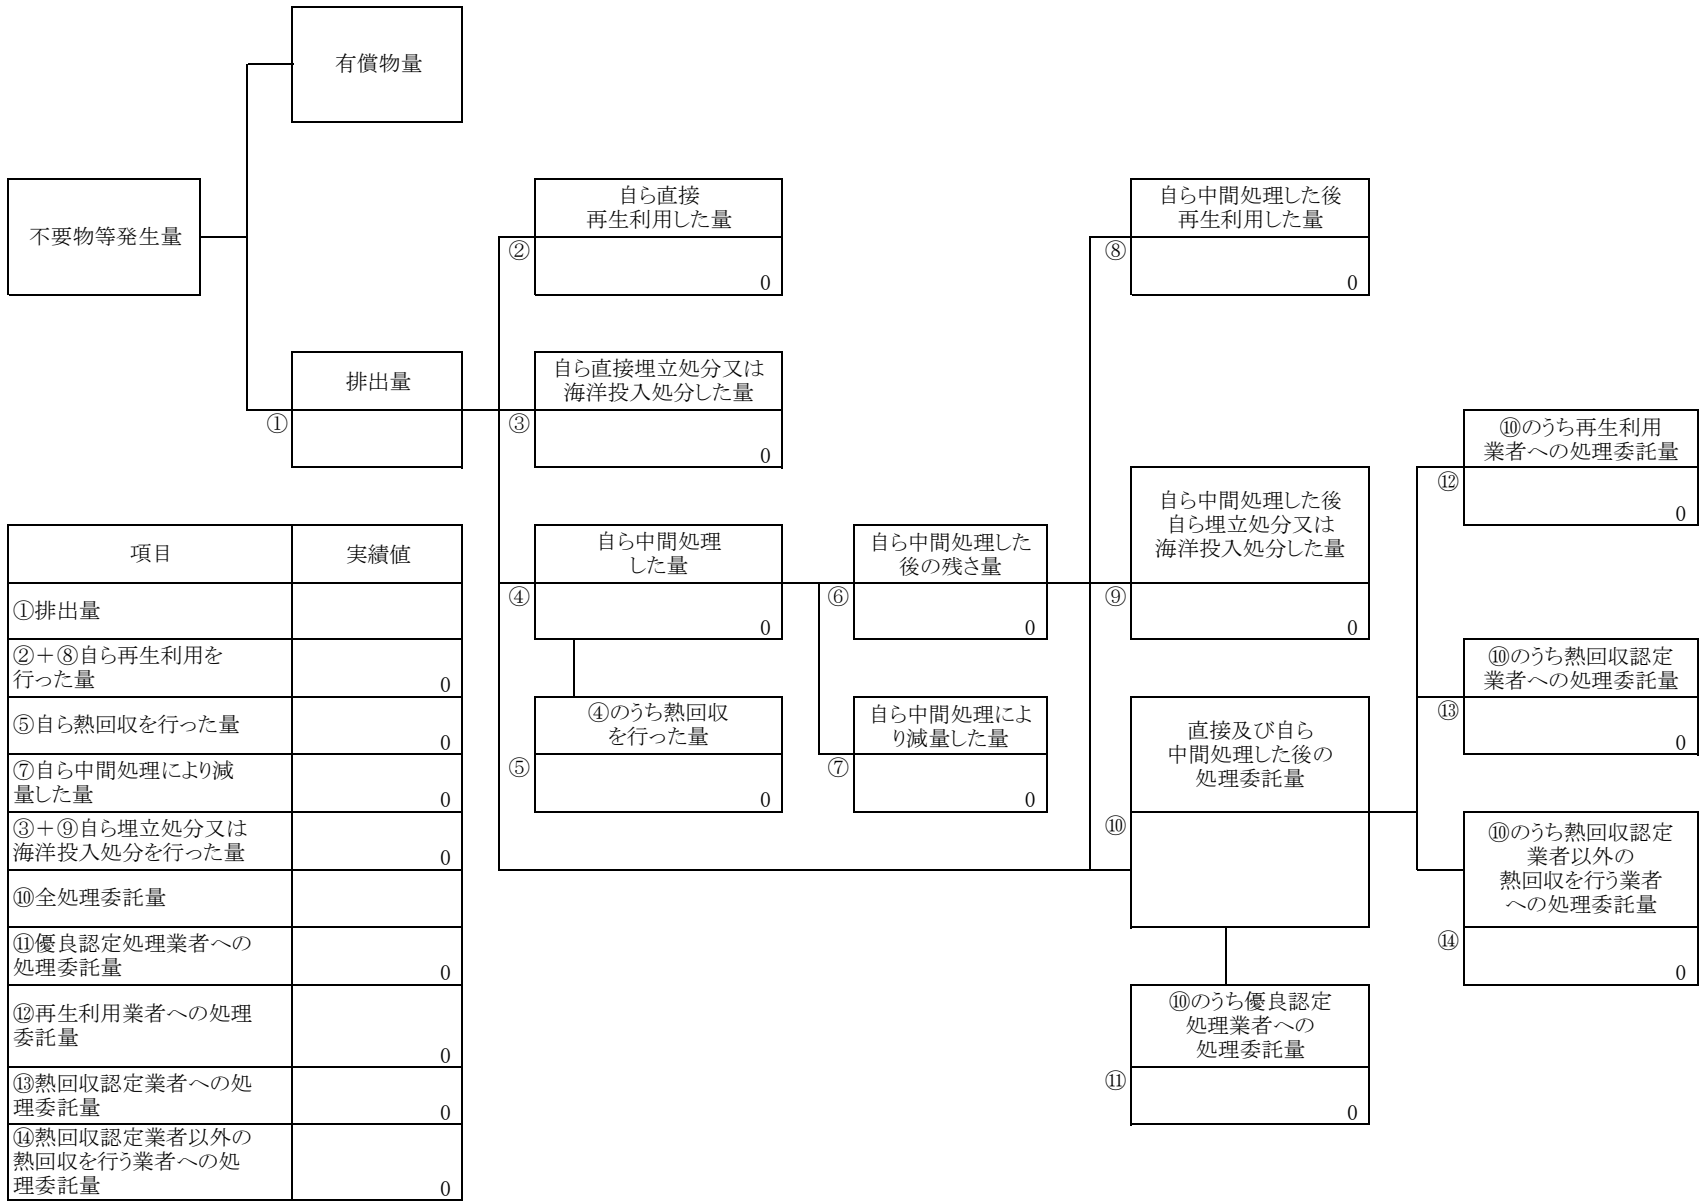 有償物量
不要物等発生量
排出量
①
自ら直接
再生利用した量
②
0
自ら直接埋立処分又は
海洋投入処分した量
③
0
自ら中間処理
した量
④
0
④のうち熱回収
を行った量
⑤
0
自ら中間処理した
後の残さ量
⑥
0
自ら中間処理によ
り減量した量
⑦
0
自ら中間処理した後
再生利用した量
⑧
0
自ら中間処理した後
自ら埋立処分又は
海洋投入処分した量
⑨
0
直接及び自ら
中間処理した後の
処理委託量
⑩
⑩のうち優良認定
処理業者への
処理委託量
⑪
0
⑩のうち再生利用
業者への処理委託量
⑫
0
⑩のうち熱回収認定
業者への処理委託量
⑬
0
⑩のうち熱回収認定
業者以外の
熱回収を行う業者
への処理委託量
⑭
0
項目 実績値
①排出量
②＋⑧自ら再生利用を
行った量 0
⑤自ら熱回収を行った量 0
⑦自ら中間処理により減
量した量 0
③＋⑨自ら埋立処分又は
海洋投入処分を行った量 0
⑩全処理委託量
⑪優良認定処理業者への
処理委託量 0
⑫再生利用業者への処理
委託量 0
⑬熱回収認定業者への処
理委託量 0
⑭熱回収認定業者以外の
熱回収を行う業者への処
理委託量 0